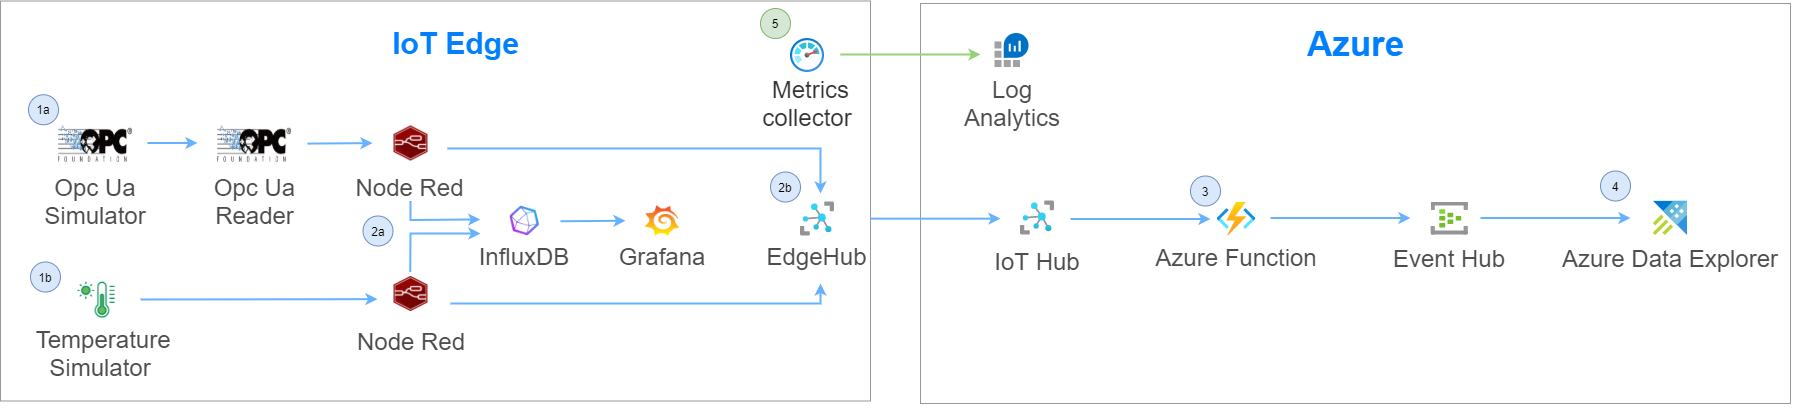 IoT Edge
5
Metrics
collector
1a
OPC
FOUNDATION
Opc Ua
Simulator
OPC
FOUNDATION
Opc Ua
Reader
Node Red
2a
InfluxDB
Grafana
2b
EdgeHub
1b
Temperature
Simulator
Node Red
Azure
Log
Analytics
IoT Hub
3
Azure Function
Event Hub
4
Azure Data Explorer